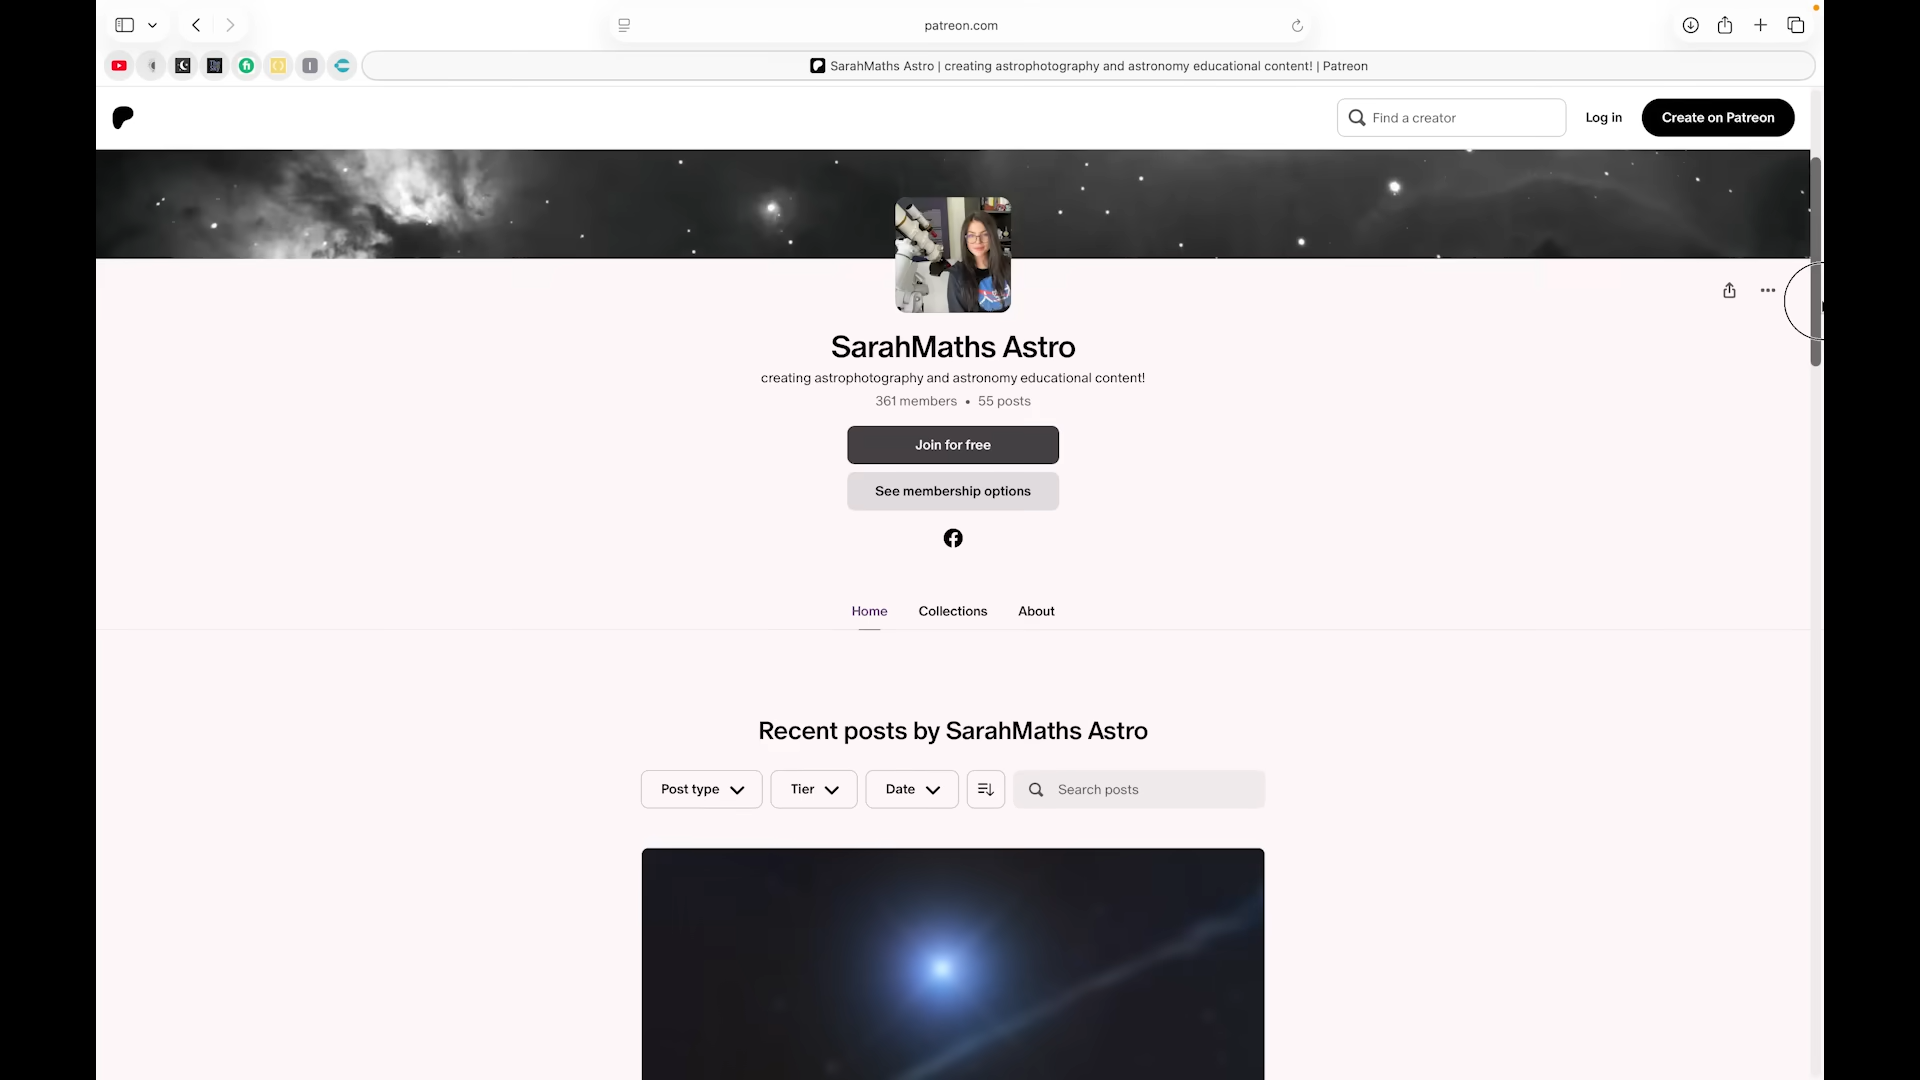 patreon.com
SarahMaths Astro | creating astrophotography and astronomy educational content! | Patreon
Find a creator
Log in
Create on Patreon
SarahMaths Astro
creating astrophotography and astronomy educational content!
361 members • 55 posts
Join for free
See membership options
Home Collections About
Recent posts by SarahMaths Astro
Post type Tier Date Search posts